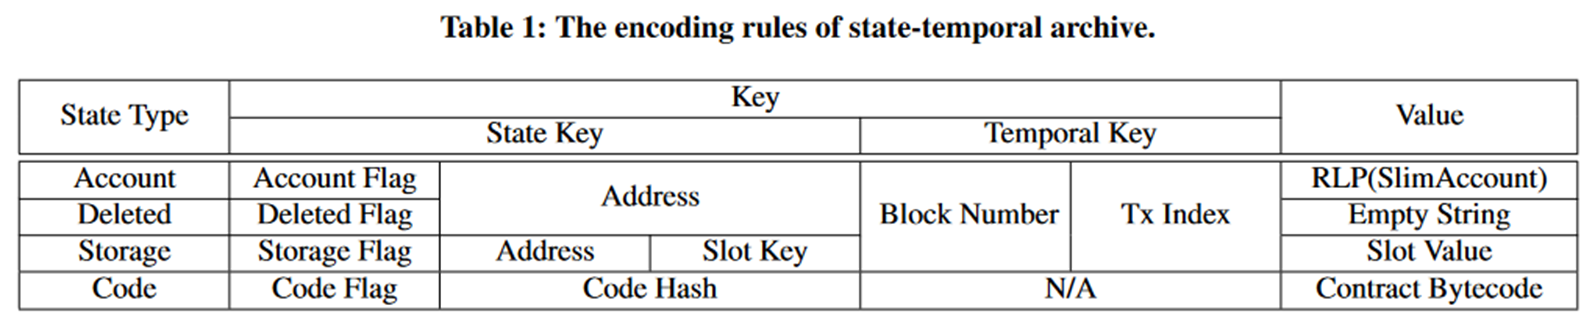 Table 1: The encoding rules of state-temporal archive.
State Type Key Value
State Key Temporal Key
Account Account Flag Address Block Number Tx Index RLP(SlimAccount)
Deleted Deleted Flag Empty String
Storage Storage Flag Address Slot Key Slot Value
Code Code Flag Code Hash N/A Contract Bytecode